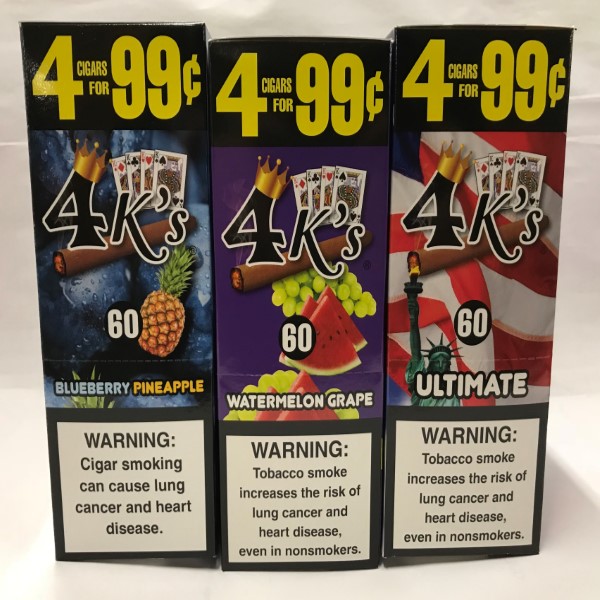 4 CIGARS FOR 99¢
4K's
60
BLUEBERRY PINEAPPLE
WARNING:
Cigar smoking
can cause lung
cancer and heart
disease.
4 CIGARS FOR 99¢
4K's
®
60
WATERMELON GRAPE
WARNING:
Tobacco smoke
increases the risk of
lung cancer and
heart disease,
even in nonsmokers.
4 CIGARS FOR 99¢
4K's
60
ULTIMATE
WARNING:
Tobacco smoke
increases the risk of
lung cancer and
heart disease,
even in nonsmokers.